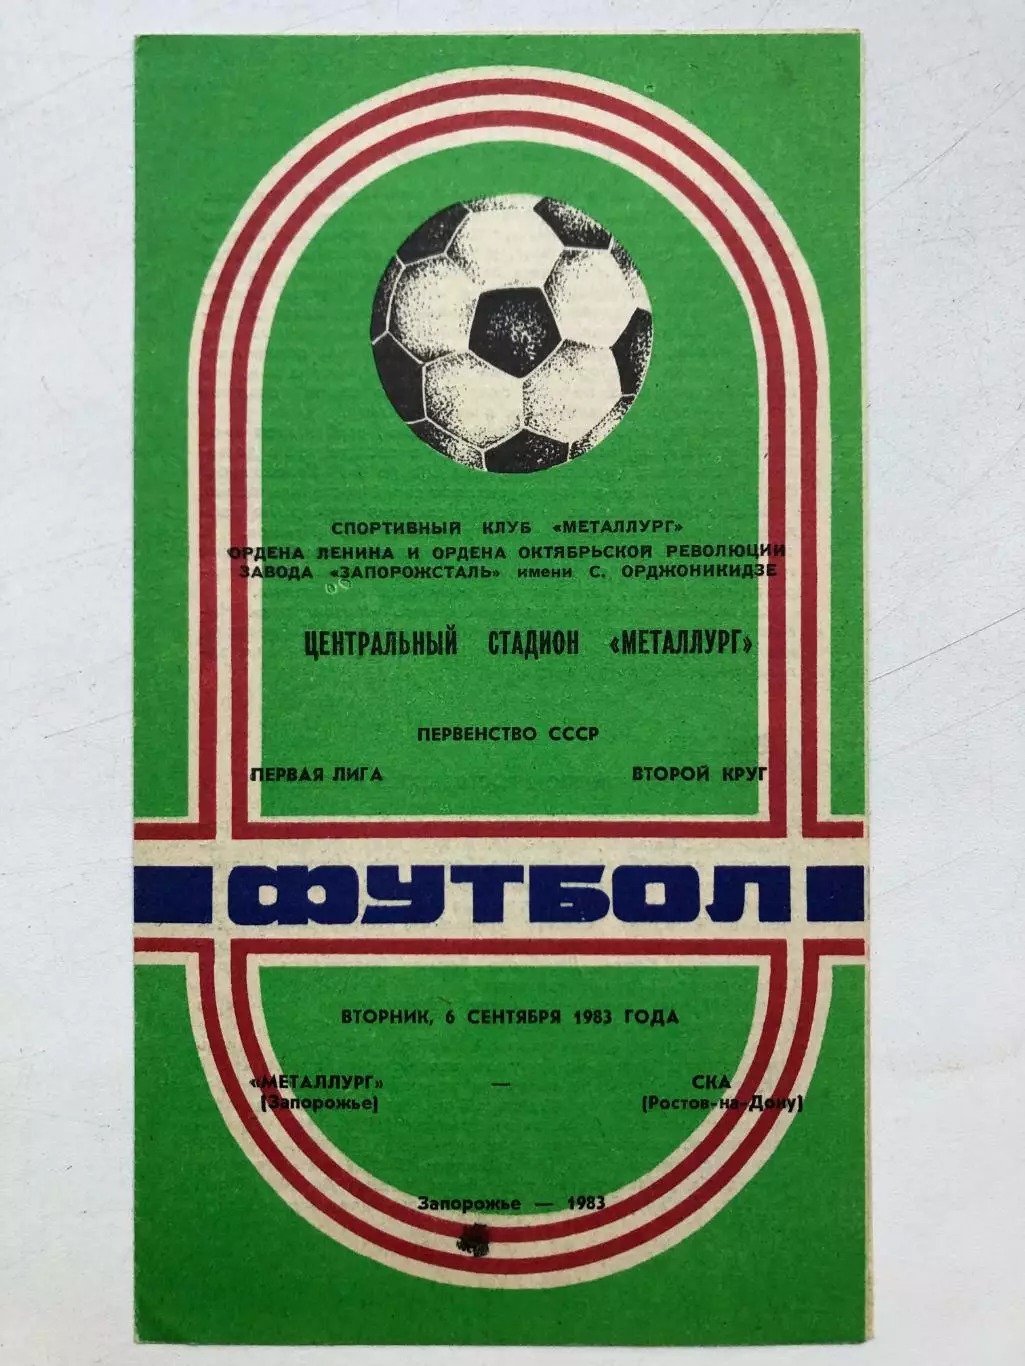 СПОРТИВНЫЙ КЛУБ «МЕТАЛЛУРГ»
ОРДЕНА ЛЕНИНА И ОРДЕНА ОКТЯБРЬСКОЙ РЕВОЛЮЦИИ
ЗАВОДА «ЗАПОРОЖСТАЛЬ» имени С. ОРДЖОНИКИДЗЕ
ЦЕНТРАЛЬНЫЙ СТАДИОН «МЕТАЛЛУРГ»
ПЕРВЕНСТВО СССР
ПЕРВАЯ ЛИГА ВТОРОЙ КРУГ
ФУТБОЛ
ВТОРНИК, 6 СЕНТЯБРЯ 1983 ГОДА
«МЕТАЛЛУРГ» — СКА
(Запорожье) (Ростов-на-Дону)
Запорожье — 1983